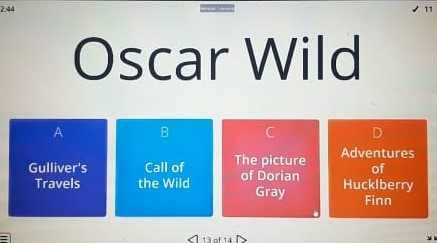 2:44
✓ 11
Oscar Wild
A
Gulliver's
Travels
B
Call of
the Wild
C
The picture
of Dorian
Gray
D
Adventures
of
Hucklberry
Finn
13 of 14